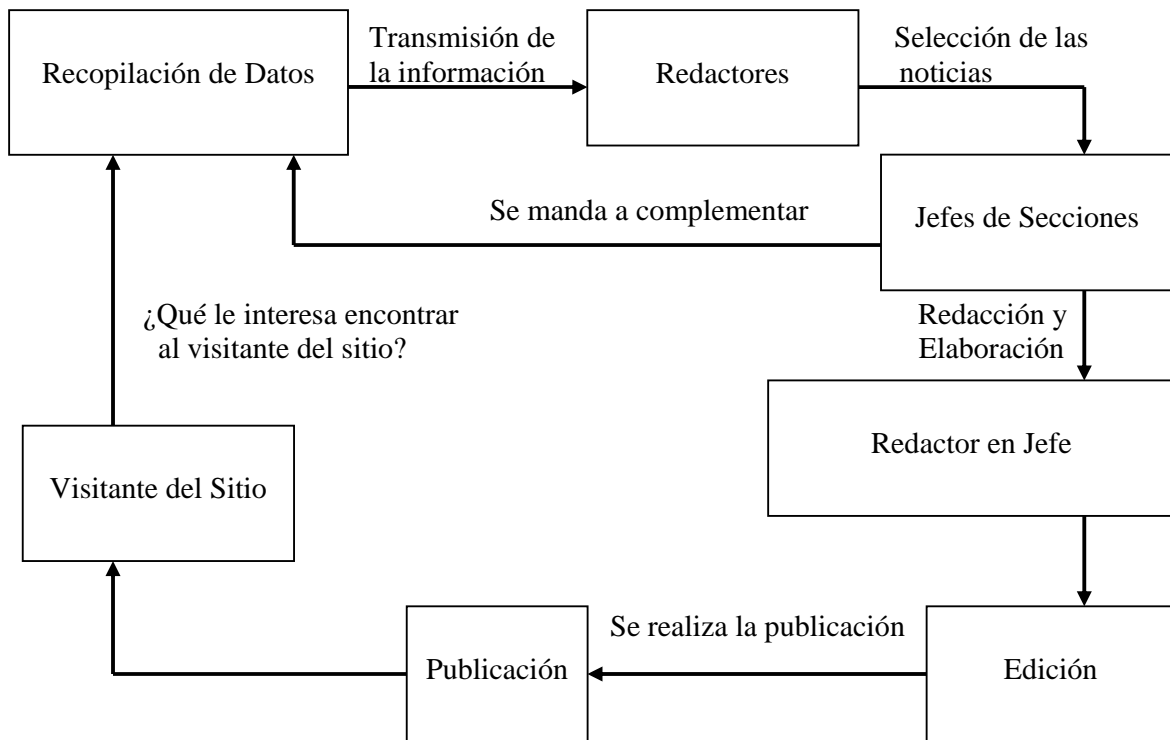 Recopilación de Datos
Transmisión de
la información
Redactores
Selección de las
noticias
Se manda a complementar
Jefes de Secciones
¿Qué le interesa encontrar
al visitante del sitio?
Redacción y
Elaboración
Redactor en Jefe
Visitante del Sitio
Se realiza la publicación
Publicación
Edición